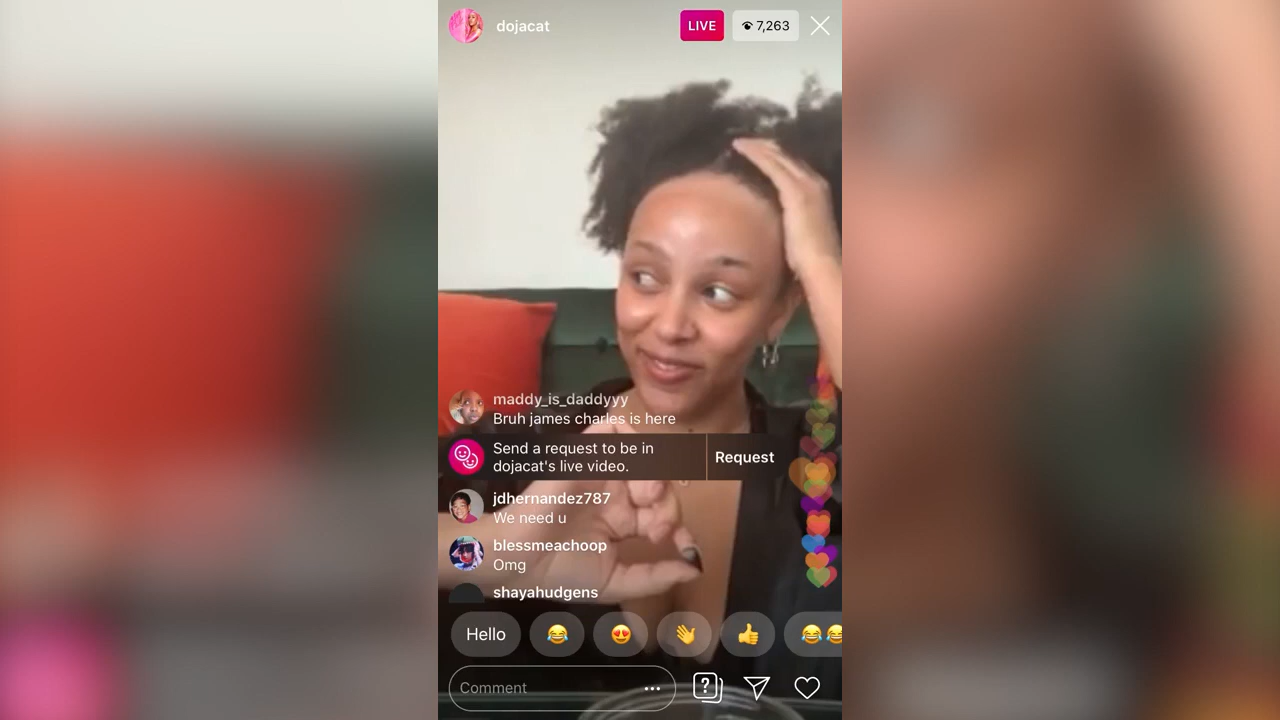 dojacat
LIVE
7,263
maddy_is_daddyyy
Bruh james charles is here
Send a request to be in
dojacat's live video.
Request
jdhernandez787
We need u
blessmeachoop
Omg
shayahudgens
Hello
Comment
?